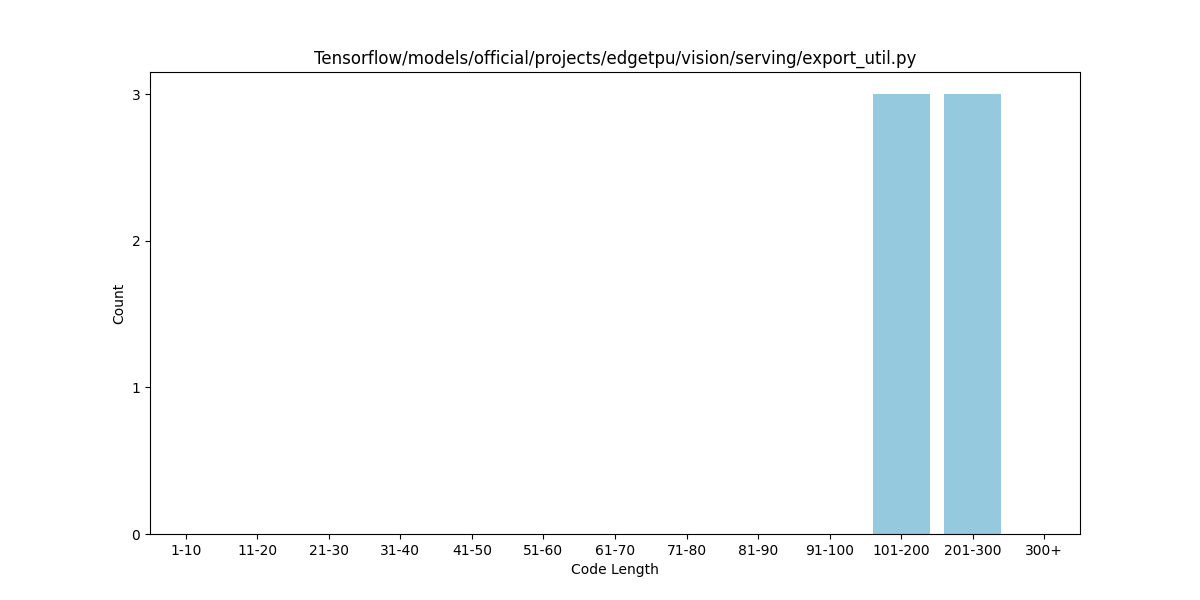 Tensorflow/models/official/projects/edgetpu/vision/serving/export_util.py
3
2
1
0
Count
1-10 11-20 21-30 31-40 41-50 51-60 61-70 71-80 81-90 91-100 101-200 201-300 300+
Code Length